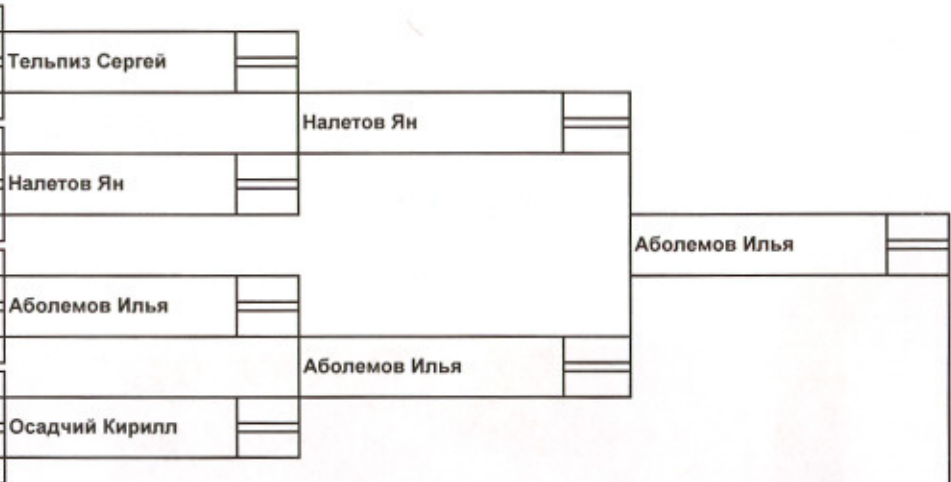 Тельпиз Сергей
Налетов Ян
Налетов Ян
Аболемов Илья
Аболемов Илья
Аболемов Илья
Осадчий Кирилл